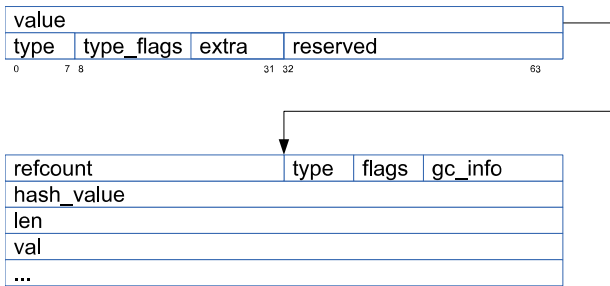 value
type type_flags extra reserved
0 7 8 31 32 63
refcount type flags gc_info
hash_value
len
val
...